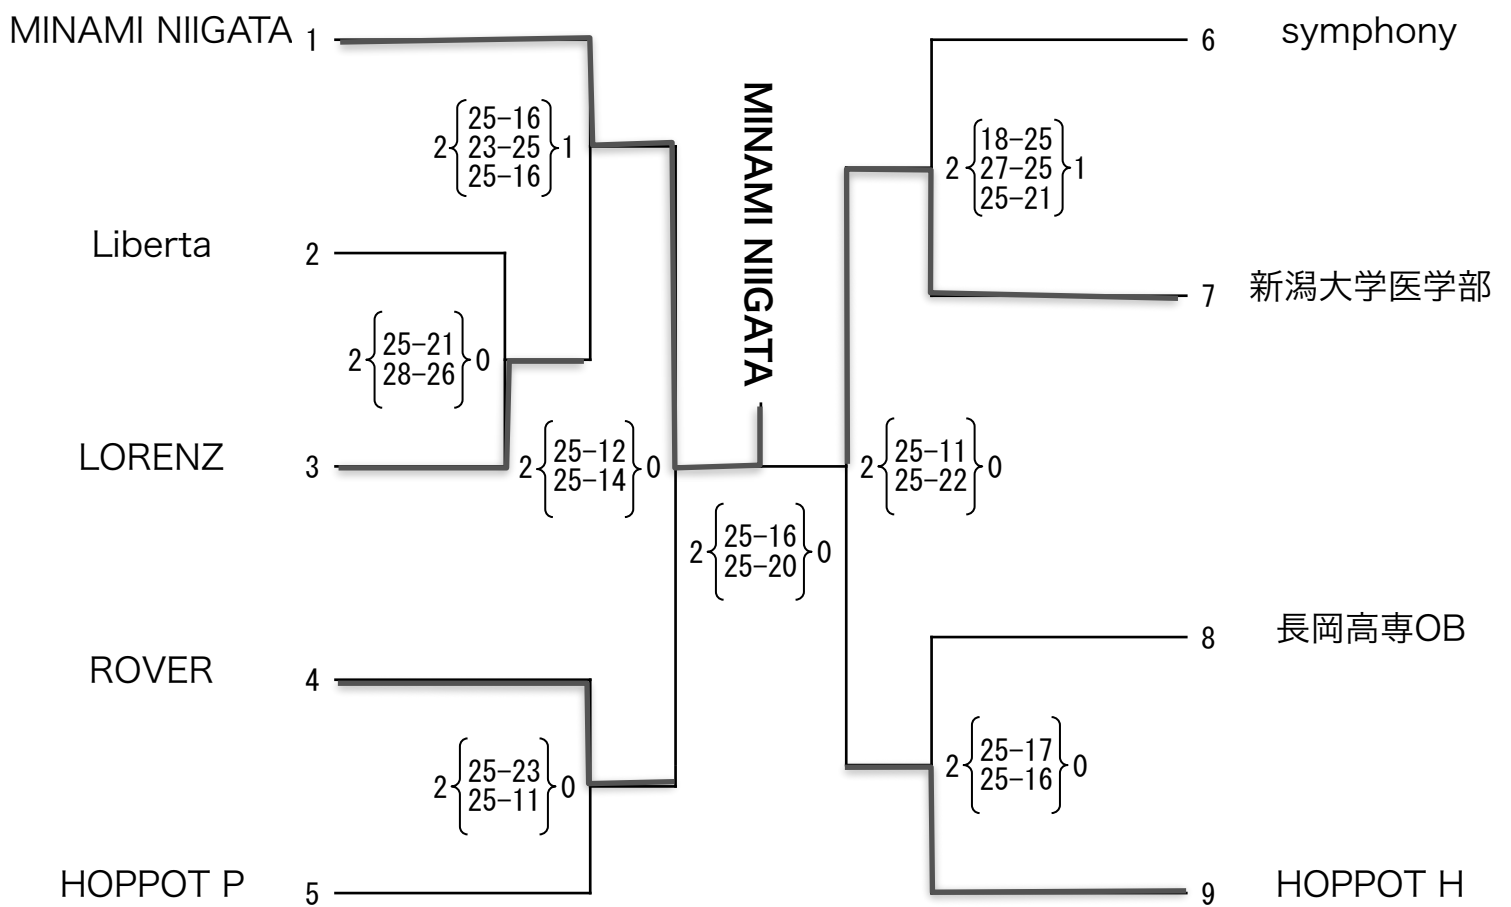 MINAMI NIIGATA 1
2 25-16 1
23-25
25-16
Liberta 2
2 25-21 0
28-26
LORENZ 3
2 25-12 0
25-14
ROVER 4
2 25-23 0
25-11
HOPPOT P 5
MINAMI NIIGATA
2 25-16 0
25-20
6 symphony
2 18-25 1
27-25
25-21
7 新潟大学医学部
2 25-11 0
25-22
8 長岡高専OB
2 25-17 0
25-16
9 HOPPOT H